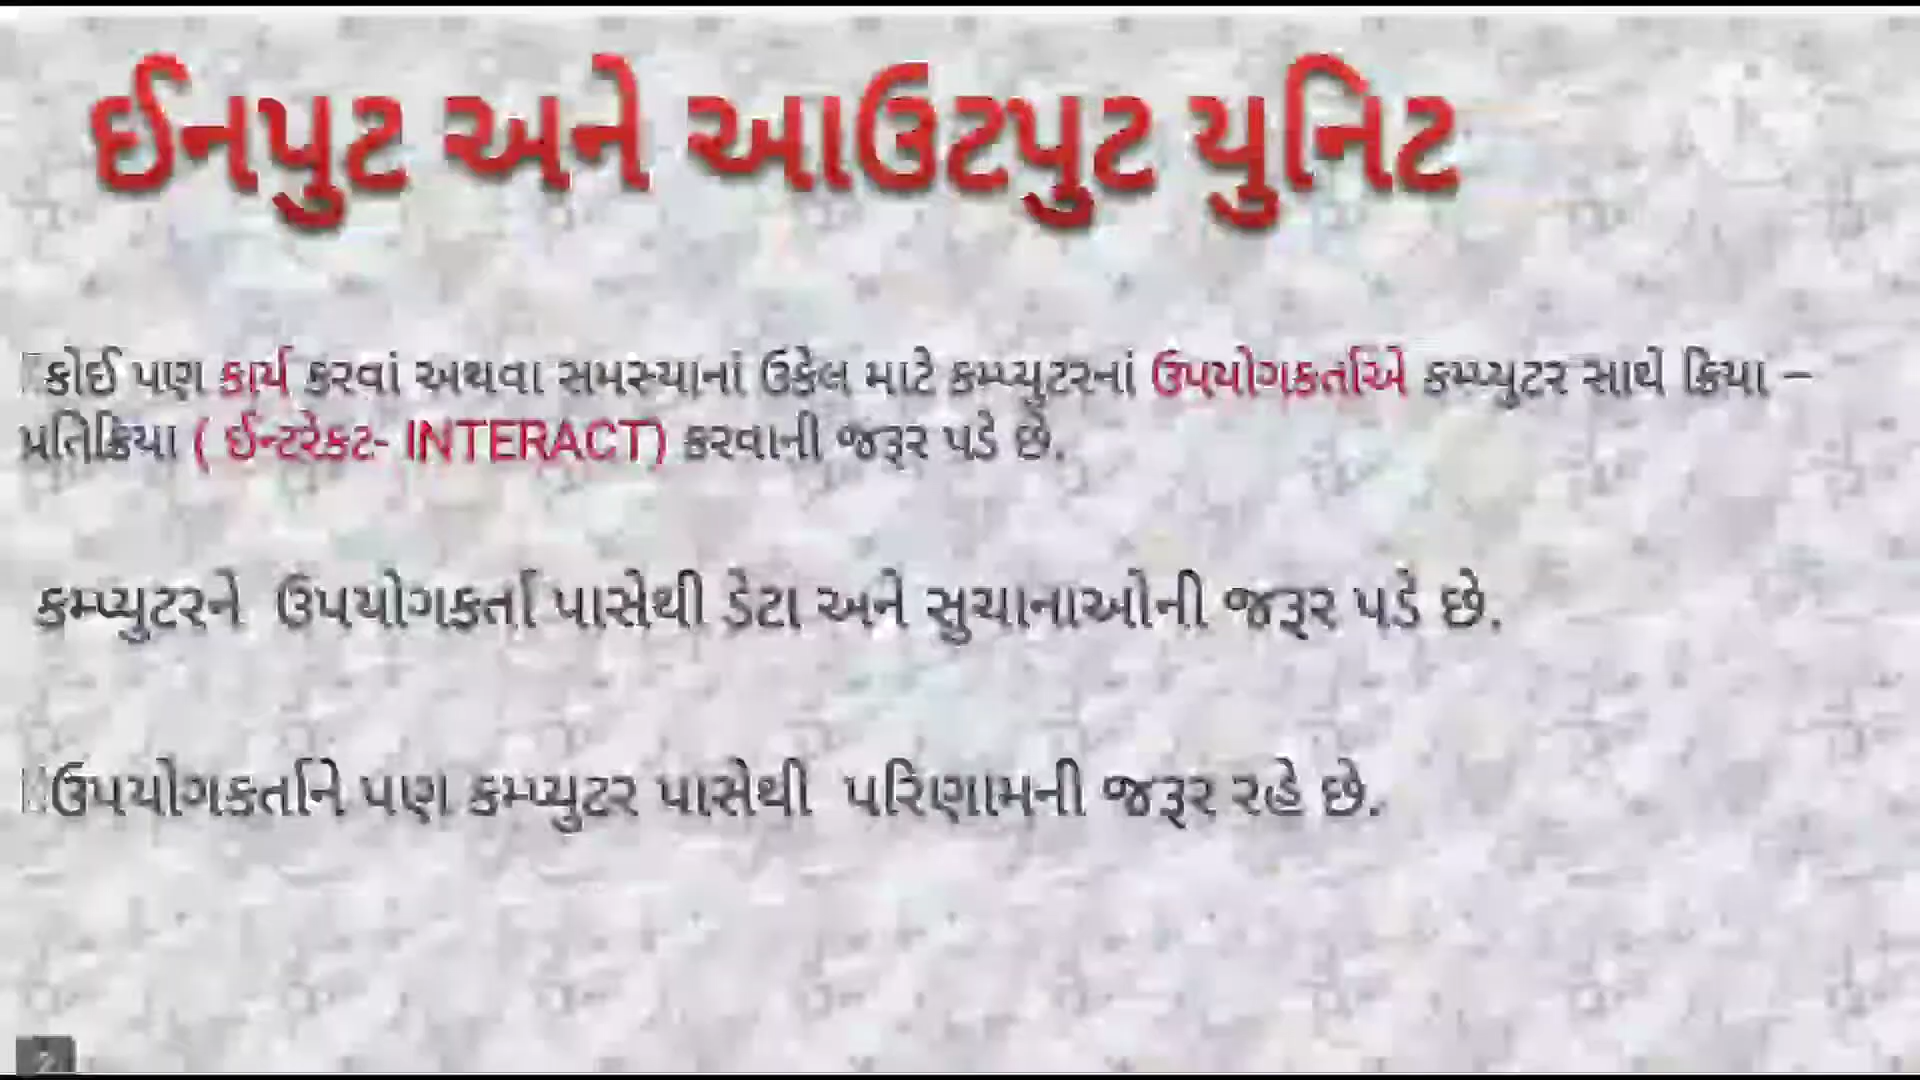 ઈનપુટ અને આઉટપુટ યુનિટ
કોઈ પણ કાર્ય કરવાં અથવા સમસ્યાનાં ઉકેલ માટે કમ્પ્યુટરનાં ઉપયોગકર્તાએ કમ્પ્યુટર સાથે ક્રિયા –
પ્રતિક્રિયા ( ઈન્ટરેકટ- INTERACT) કરવાની જરૂર પડે છે.
કમ્પ્યુટરને ઉપયોગકર્તા પાસેથી ડેટા અને સુચાનાઓની જરૂર પડે છે.
ઉપયોગકર્તાને પણ કમ્પ્યુટર પાસેથી પરિણામની જરૂર રહે છે.
2